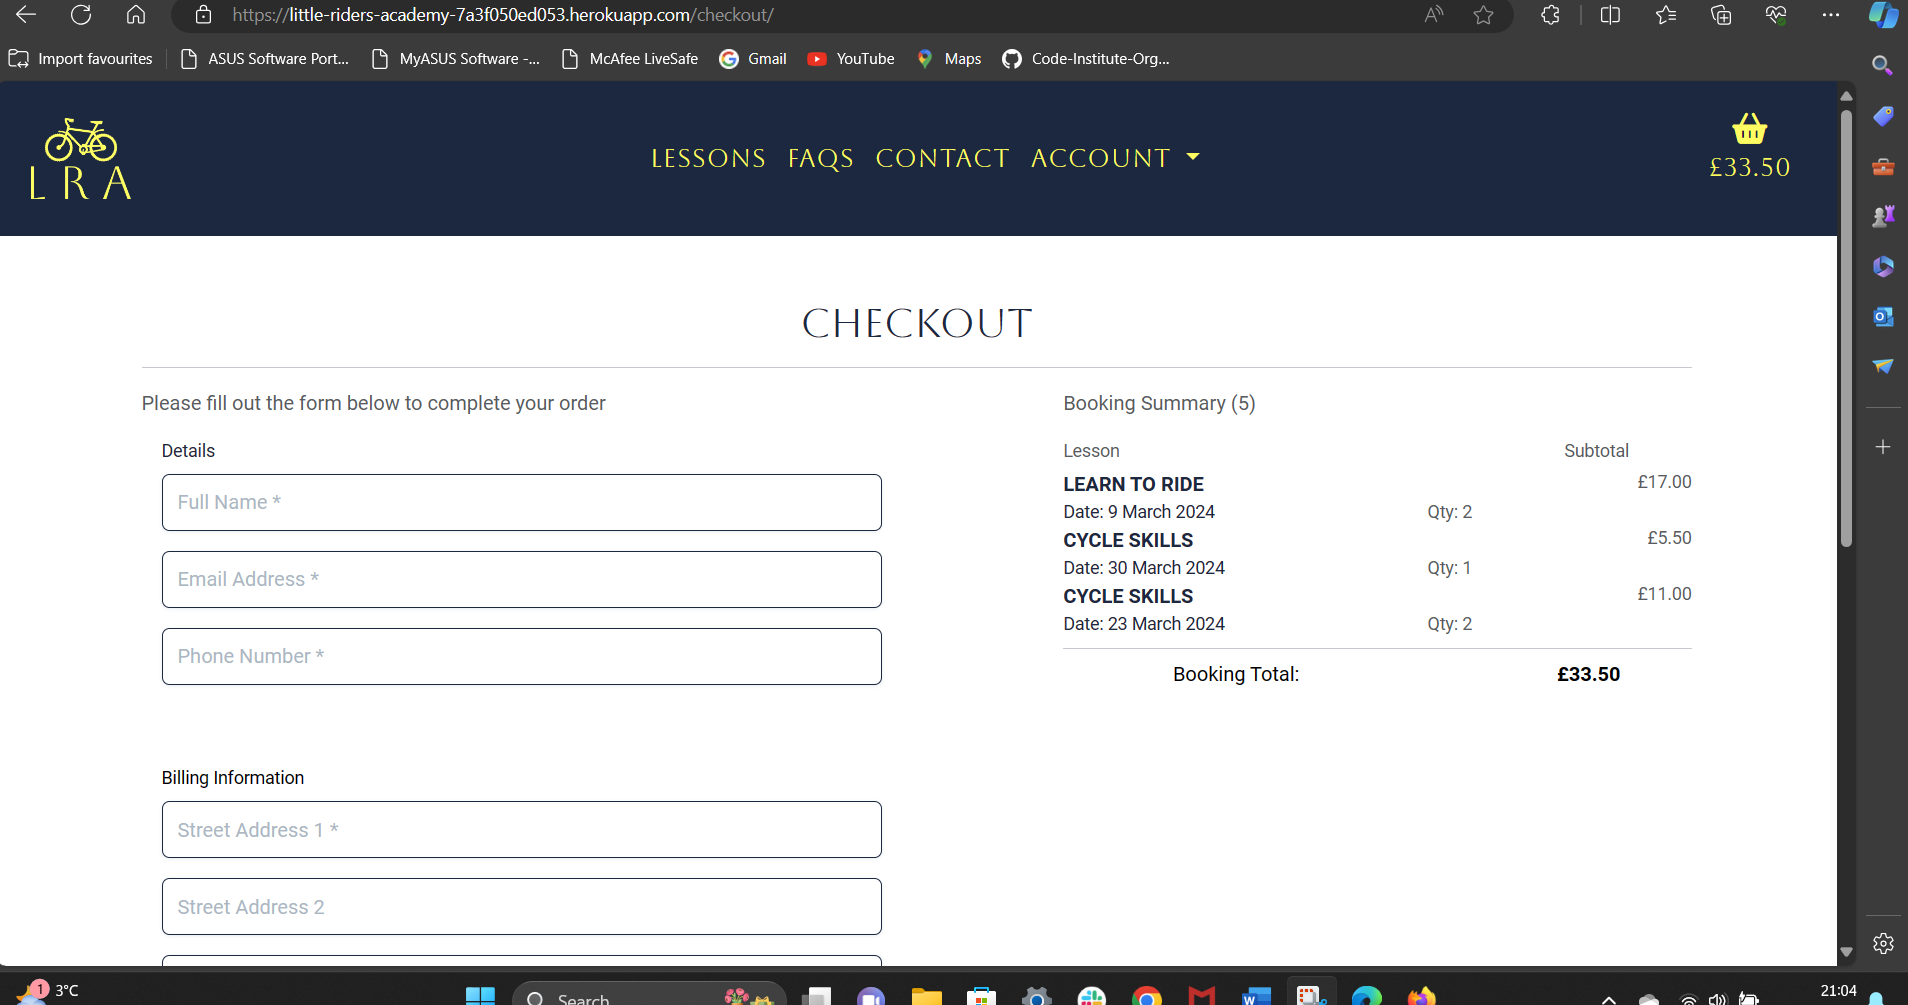 https://little-riders-academy-7a3f050ed053.herokuapp.com/checkout/
Import favourites
ASUS Software Port...
MyASUS Software -...
McAfee LiveSafe
Gmail
YouTube
Maps
Code-Institute-Org...
LRA
LESSONS FAQS CONTACT ACCOUNT
£33.50
CHECKOUT
Please fill out the form below to complete your order
Details
Full Name *
Email Address *
Phone Number *
Billing Information
Street Address 1 *
Street Address 2
Booking Summary (5)
Lesson Subtotal
LEARN TO RIDE £17.00
Date: 9 March 2024 Qty: 2
CYCLE SKILLS £5.50
Date: 30 March 2024 Qty: 1
CYCLE SKILLS £11.00
Date: 23 March 2024 Qty: 2
Booking Total: £33.50
1 3°C
Search
21:04